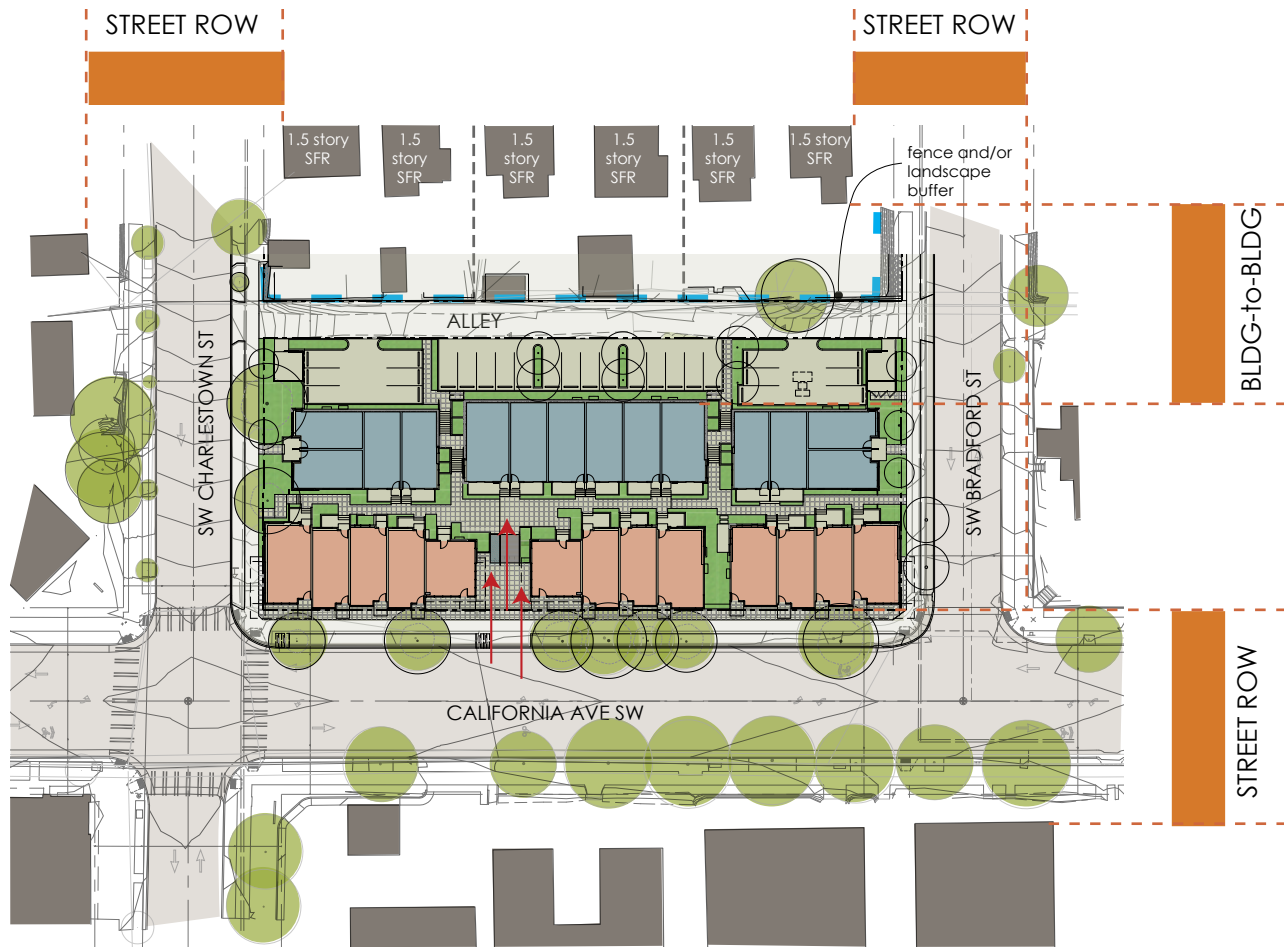 STREET ROW
STREET ROW
1.5 story
SFR
1.5
story
SFR
1.5
story
SFR
1.5 story
SFR
1.5
story
SFR
1.5 story
SFR
fence and/or
landscape
buffer
BLDG-to-BLDG
ALLEY
SW CHARLESTOWN ST
SW BRADFORD ST
CALIFORNIA AVE SW
STREET ROW